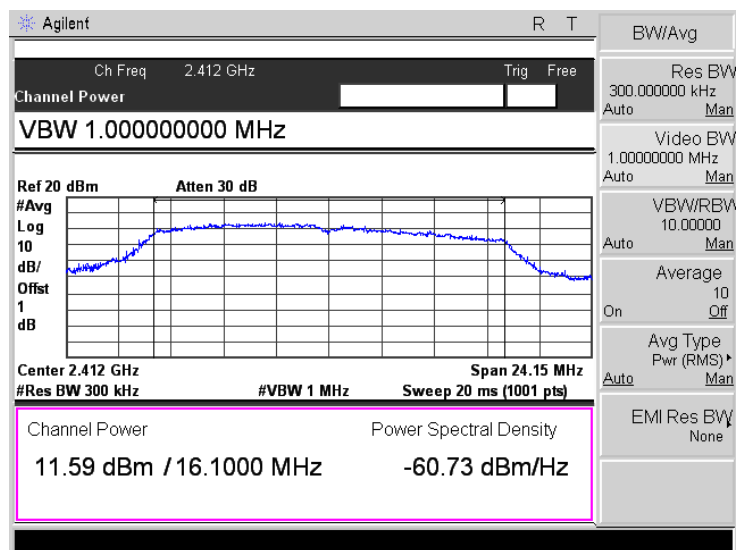 Agilent R T
Ch Freq 2.412 GHz Trig Free
Channel Power
VBW 1.000000000 MHz
Ref 20 dBm Atten 30 dB
#Avg
Log
10
dB/
Offst
1
dB
Center 2.412 GHz Span 24.15 MHz
#Res BW 300 kHz #VBW 1 MHz Sweep 20 ms (1001 pts)
Channel Power Power Spectral Density
11.59 dBm / 16.1000 MHz -60.73 dBm/Hz
BW/Avg
Res BW
300.000000 kHz
Auto Man
Video BW
1.00000000 MHz
Auto Man
VBW/RBW
10.00000
Auto Man
Average
10
On Off
Avg Type
Pwr (RMS)
Auto Man
EMI Res BW
None